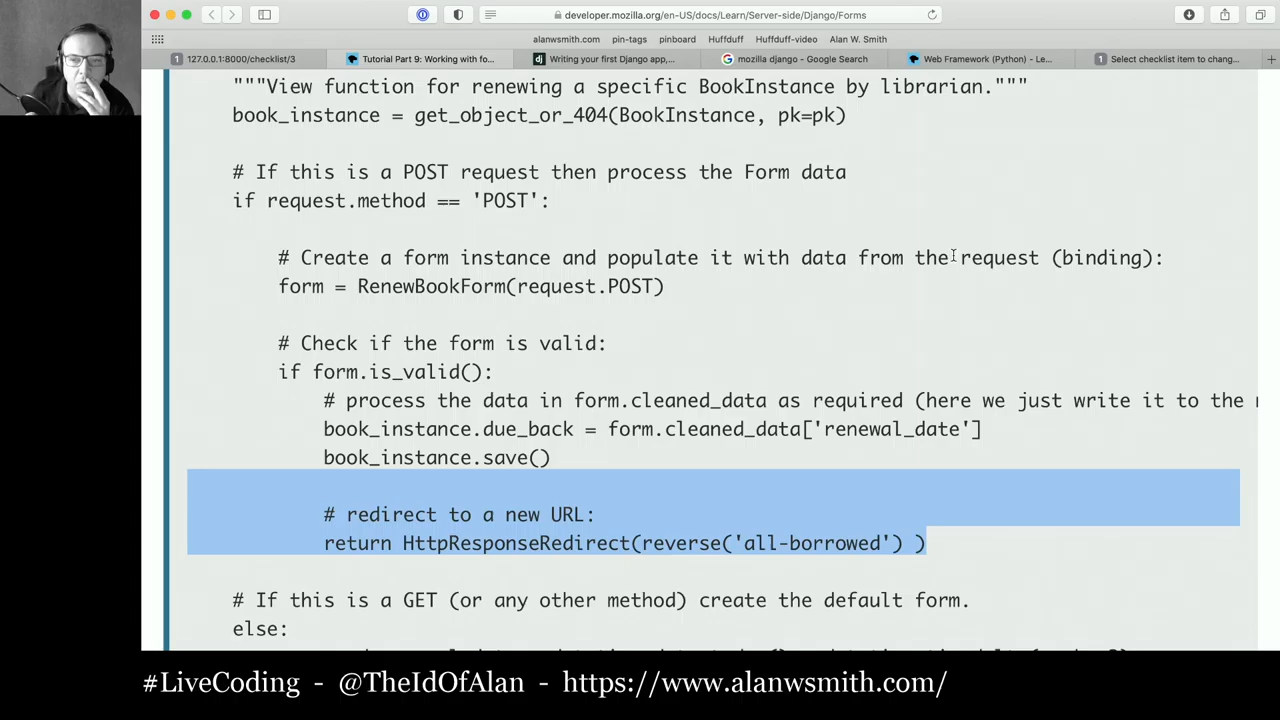 developer.mozilla.org/en-US/docs/Learn/Server-side/Django/Forms
alanwsmith.com pin-tags pinboard Huffduff Huffduff-video Alan W. Smith
1 127.0.0.1:8000/checklist/3
Tutorial Part 9: Working with fo...
Writing your first Django app,...
mozilla django - Google Search
Web Framework (Python) - Le...
1 Select checklist item to chang...
"""View function for renewing a specific BookInstance by librarian."""
book_instance = get_object_or_404(BookInstance, pk=pk)
# If this is a POST request then process the Form data
if request.method == 'POST':
# Create a form instance and populate it with data from the request (binding):
form = RenewBookForm(request.POST)
# Check if the form is valid:
if form.is_valid():
# process the data in form.cleaned_data as required (here we just write it to the
book_instance.due_back = form.cleaned_data['renewal_date']
book_instance.save()
# redirect to a new URL:
return HttpResponseRedirect(reverse('all-borrowed') )
# If this is a GET (or any other method) create the default form.
else:
#LiveCoding - @TheIdOfAlan - https://www.alanwsmith.com/